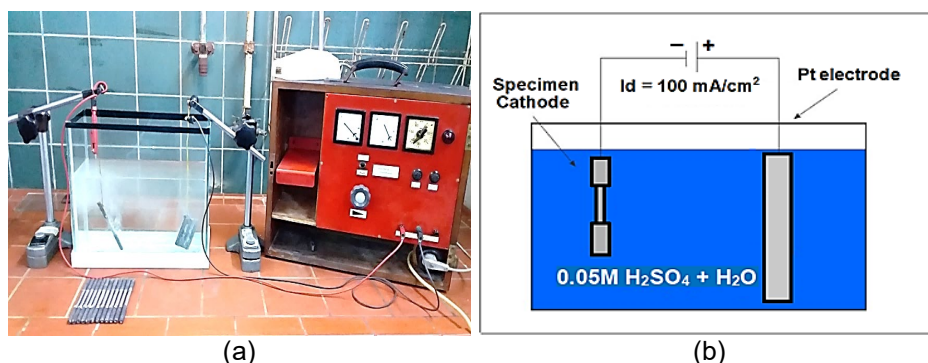 − +
Specimen
Cathode
Id = 100 mA/cm²
Pt electrode
0.05M H₂SO₄ + H₂O
(a)
(b)